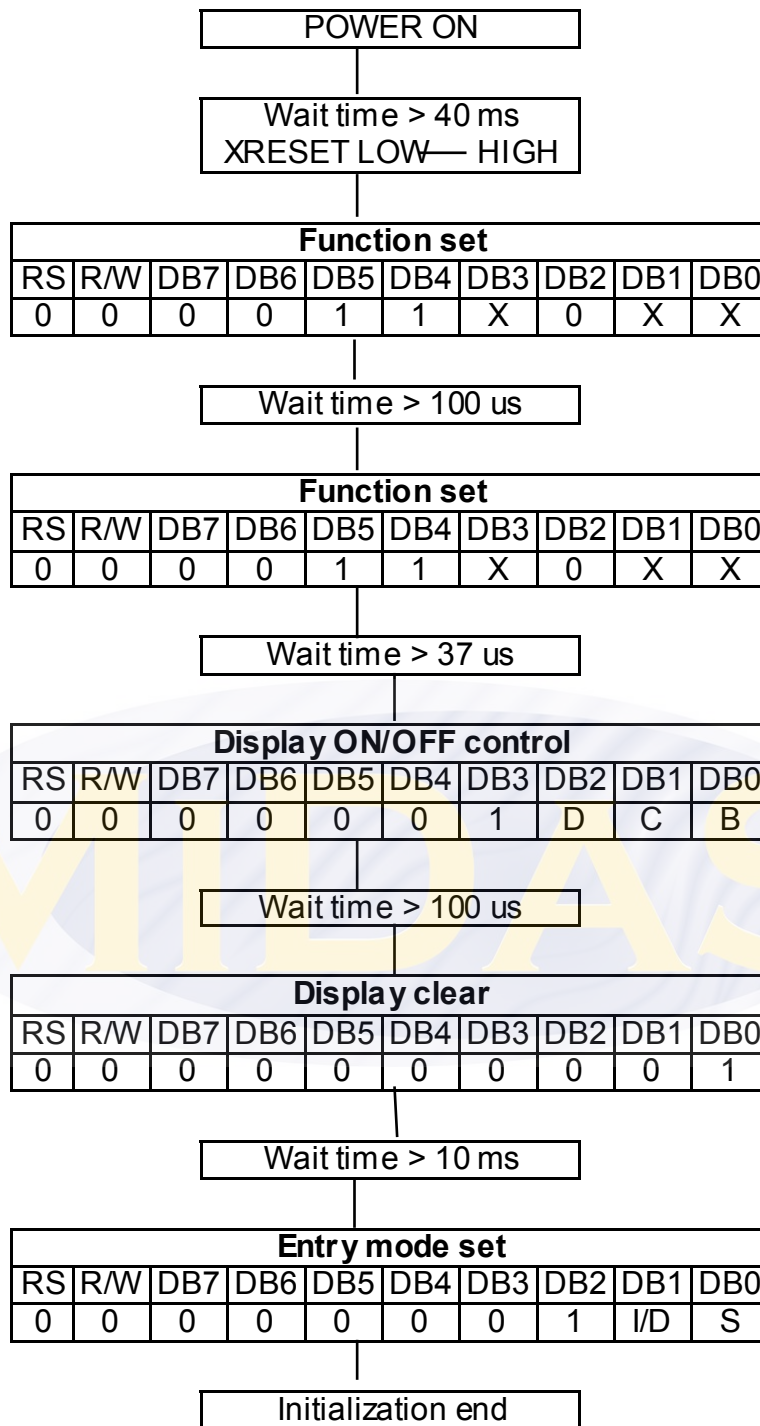 POWER ON
Wait time > 40 ms
XRESET LOW — HIGH
Function set
RS R/W DB7 DB6 DB5 DB4 DB3 DB2 DB1 DB0
0 0 0 0 1 1 X 0 X X
Wait time > 100 us
Function set
RS R/W DB7 DB6 DB5 DB4 DB3 DB2 DB1 DB0
0 0 0 0 1 1 X 0 X X
Wait time > 37 us
Display ON/OFF control
RS R/W DB7 DB6 DB5 DB4 DB3 DB2 DB1 DB0
0 0 0 0 0 0 1 D C B
Wait time > 100 us
Display clear
RS R/W DB7 DB6 DB5 DB4 DB3 DB2 DB1 DB0
0 0 0 0 0 0 0 0 0 1
Wait time > 10 ms
Entry mode set
RS R/W DB7 DB6 DB5 DB4 DB3 DB2 DB1 DB0
0 0 0 0 0 0 0 1 I/D S
Initialization end
MIDAS